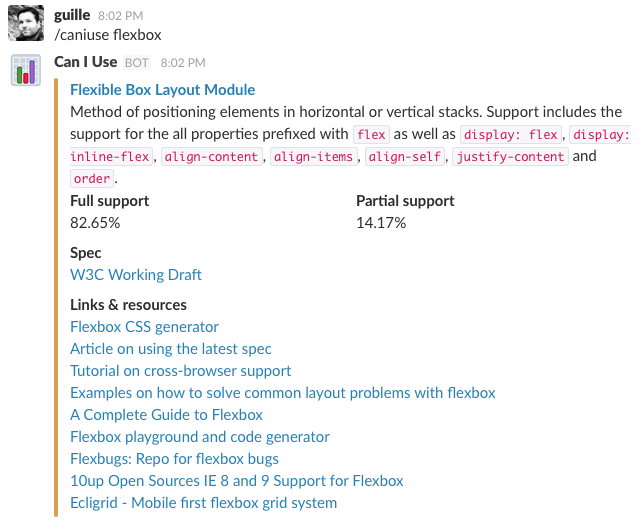 guille 8:02 PM
/caniuse flexbox
Can I Use BOT 8:02 PM
Flexible Box Layout Module
Method of positioning elements in horizontal or vertical stacks. Support includes the
support for the all properties prefixed with flex as well as display: flex, display:
inline-flex, align-content, align-items, align-self, justify-content and
order.
Full support Partial support
82.65% 14.17%
Spec
W3C Working Draft
Links & resources
Flexbox CSS generator
Article on using the latest spec
Tutorial on cross-browser support
Examples on how to solve common layout problems with flexbox
A Complete Guide to Flexbox
Flexbox playground and code generator
Flexbugs: Repo for flexbox bugs
10up Open Sources IE 8 and 9 Support for Flexbox
Ecligrid - Mobile first flexbox grid system